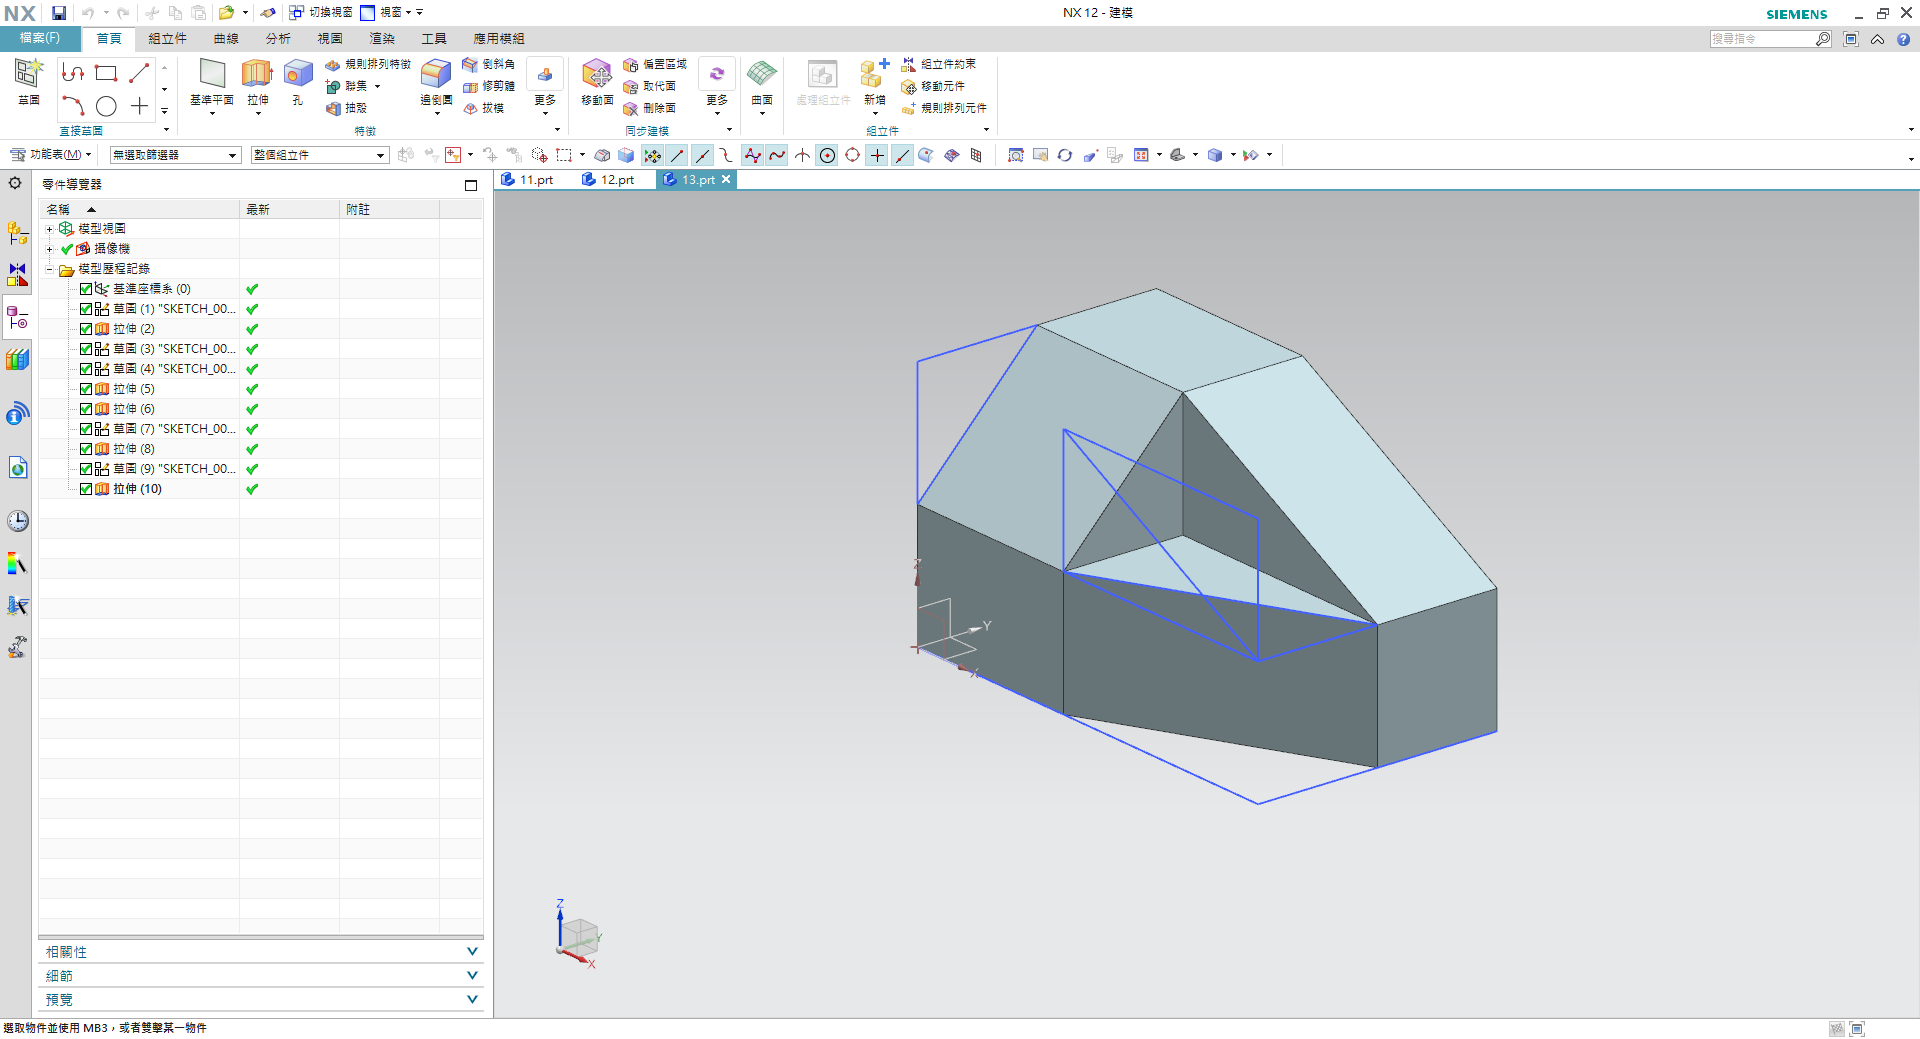 NX 切換視窗 視窗 NX 12 - 建模 SIEMENS
檔案(F) 首頁 組立件 曲線 分析 視圖 渲染 工具 應用模組 搜尋指令
草圖 基準平面 拉伸 孔 規則排列特徵 邊倒圓 倒斜角 更多 移動面 偏置區域 更多 曲面 處理組立件 新增 組立件約束
聯集 修剪體 取代面 移動元件
抽殼 拔模 刪除面 規則排列元件
直接草圖 特徵 同步建模 組立件
功能表(M) 無選取篩選器 整個組立件
零件導覽器 11.prt 12.prt 13.prt
名稱 最新 附註
模型視圖
攝像機
模型歷程記錄
基準座標系 (0)
草圖 (1) "SKETCH_00...
拉伸 (2)
草圖 (3) "SKETCH_00...
草圖 (4) "SKETCH_00...
拉伸 (5)
拉伸 (6)
草圖 (7) "SKETCH_00...
拉伸 (8)
草圖 (9) "SKETCH_00...
拉伸 (10)
Z
Y
X
Z
Y
X
相關性
細節
預覽
選取物件並使用 MB3，或者雙擊某一物件